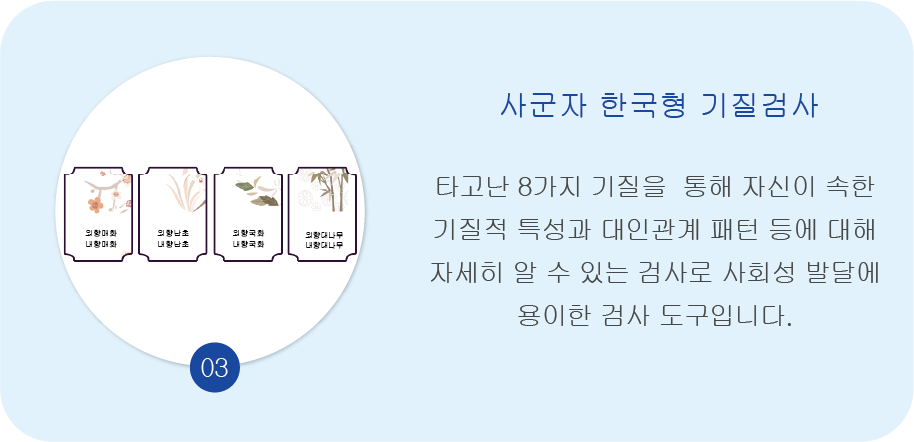 사군자 한국형 기질검사
타고난 8가지 기질을 통해 자신이 속한
기질적 특성과 대인관계 패턴 등에 대해
자세히 알 수 있는 검사로 사회성 발달에
용이한 검사 도구입니다.
외향매화
내향매화
외향난초
내향난초
외향국화
내향국화
외향대나무
내향대나무
03